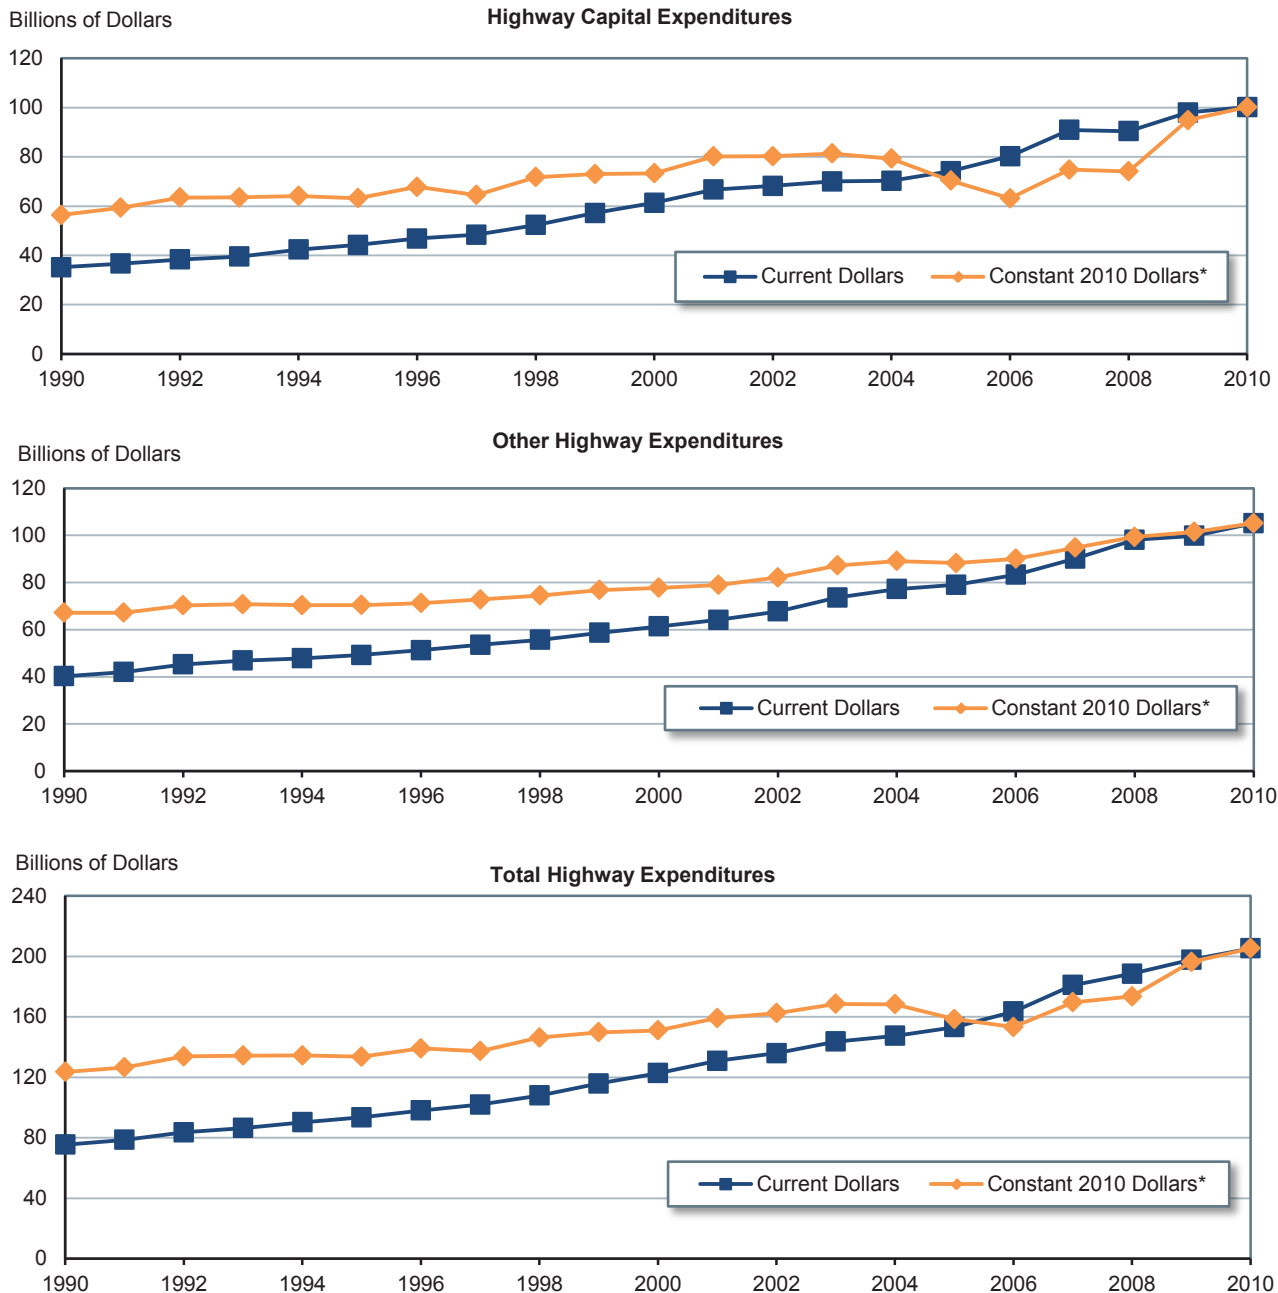 Highway Capital Expenditures
Billions of Dollars
120
100
80
60
40
20
0
Current Dollars
Constant 2010 Dollars*
1990 1992 1994 1996 1998 2000 2002 2004 2006 2008 2010
Other Highway Expenditures
Billions of Dollars
120
100
80
60
40
20
0
Current Dollars
Constant 2010 Dollars*
1990 1992 1994 1996 1998 2000 2002 2004 2006 2008 2010
Billions of Dollars
Total Highway Expenditures
240
200
160
120
80
40
0
Current Dollars
Constant 2010 Dollars*
1990 1992 1994 1996 1998 2000 2002 2004 2006 2008 2010